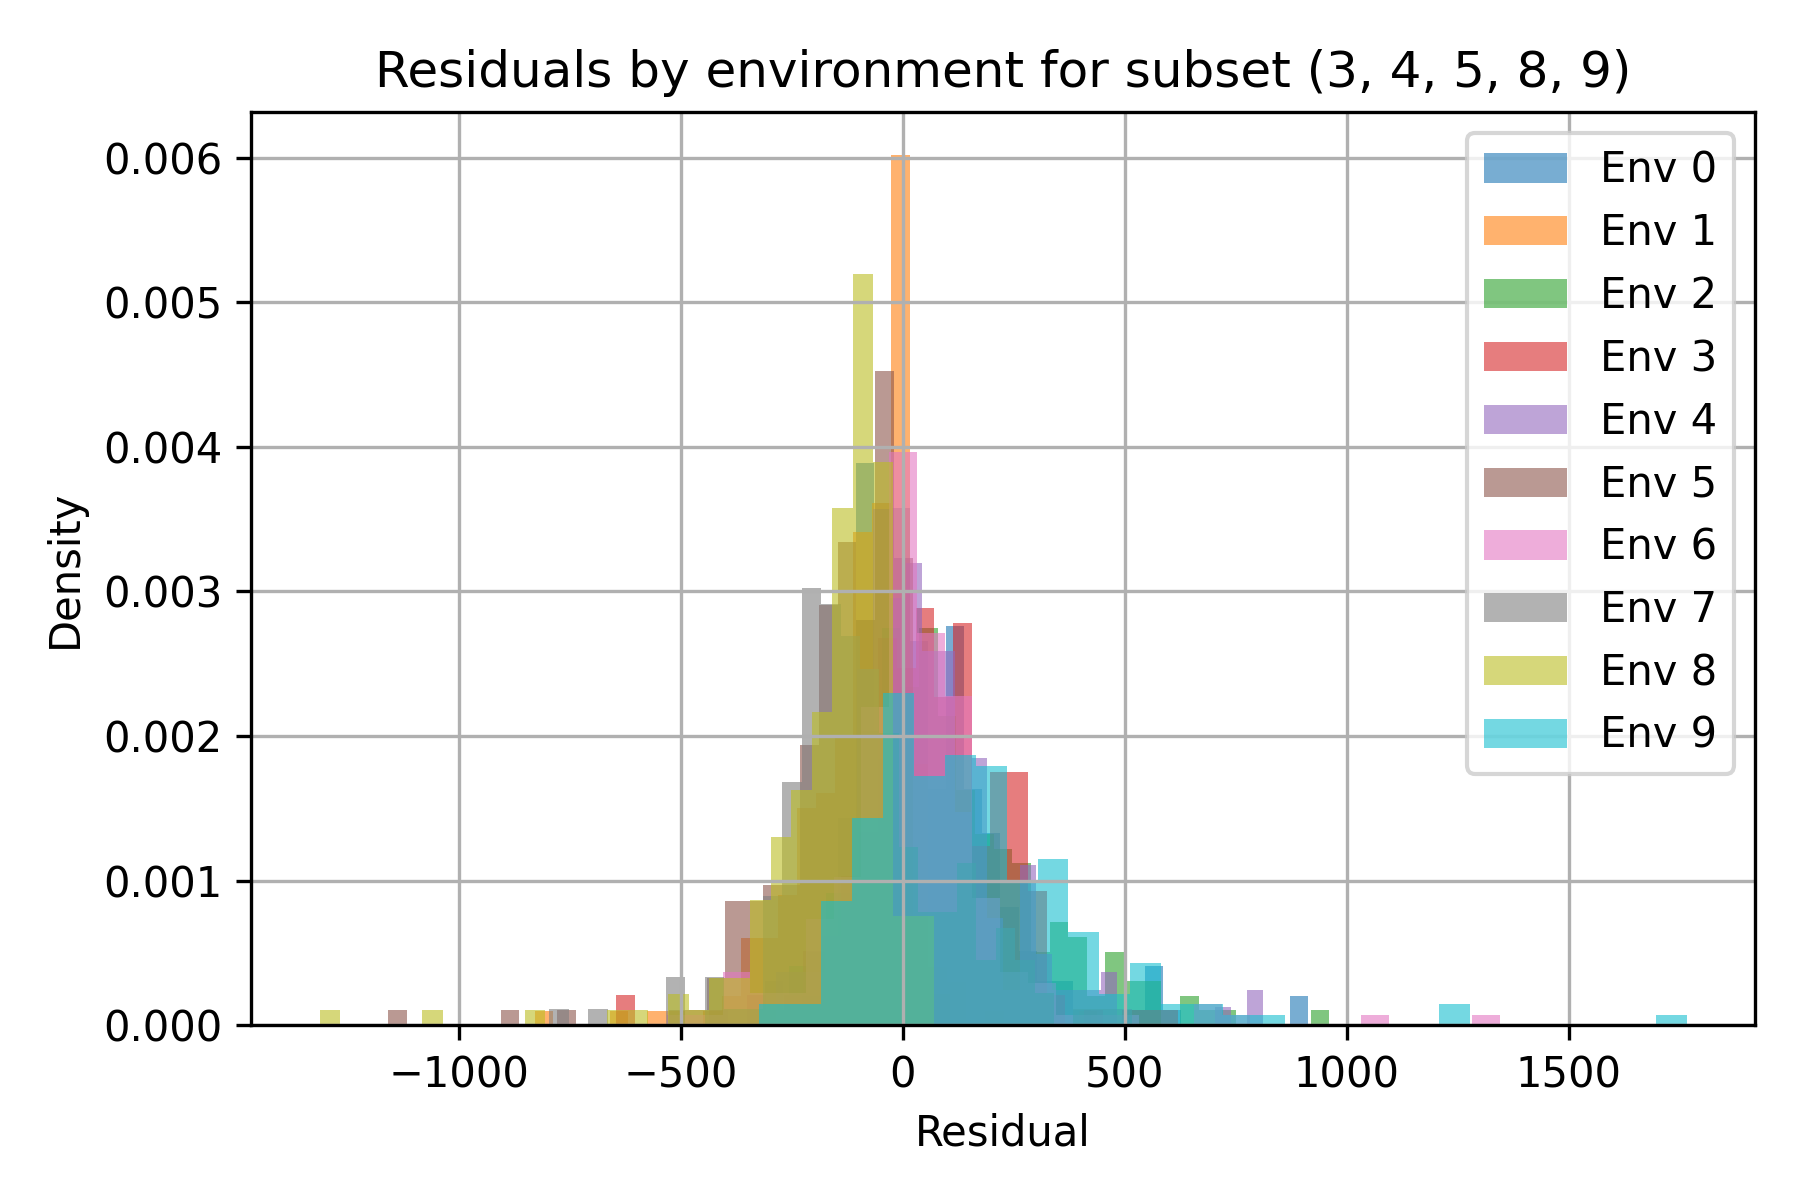 Residuals by environment for subset (3, 4, 5, 8, 9)
0.006
0.005
0.004
0.003
0.002
0.001
0.000
Density
−1000
−500
0
500
1000
1500
Residual
Env 0
Env 1
Env 2
Env 3
Env 4
Env 5
Env 6
Env 7
Env 8
Env 9